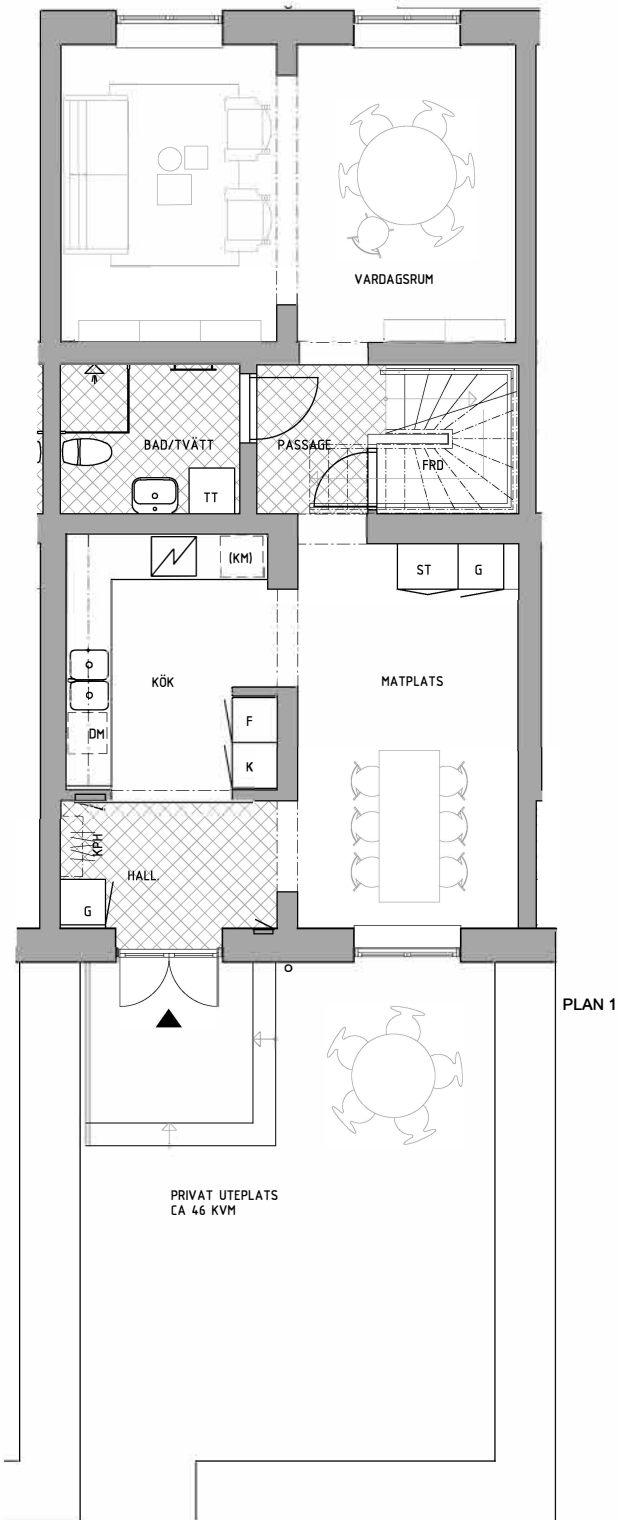 VARDAGSRUM
BAD/TVÄTT
PASSAGE
FRD
TT
(KM)
ST
G
KÖK
MATPLATS
F
DM
K
KPH
HALL
G
PLAN 1
PRIVAT UTEPLATS
CA 46 KVM